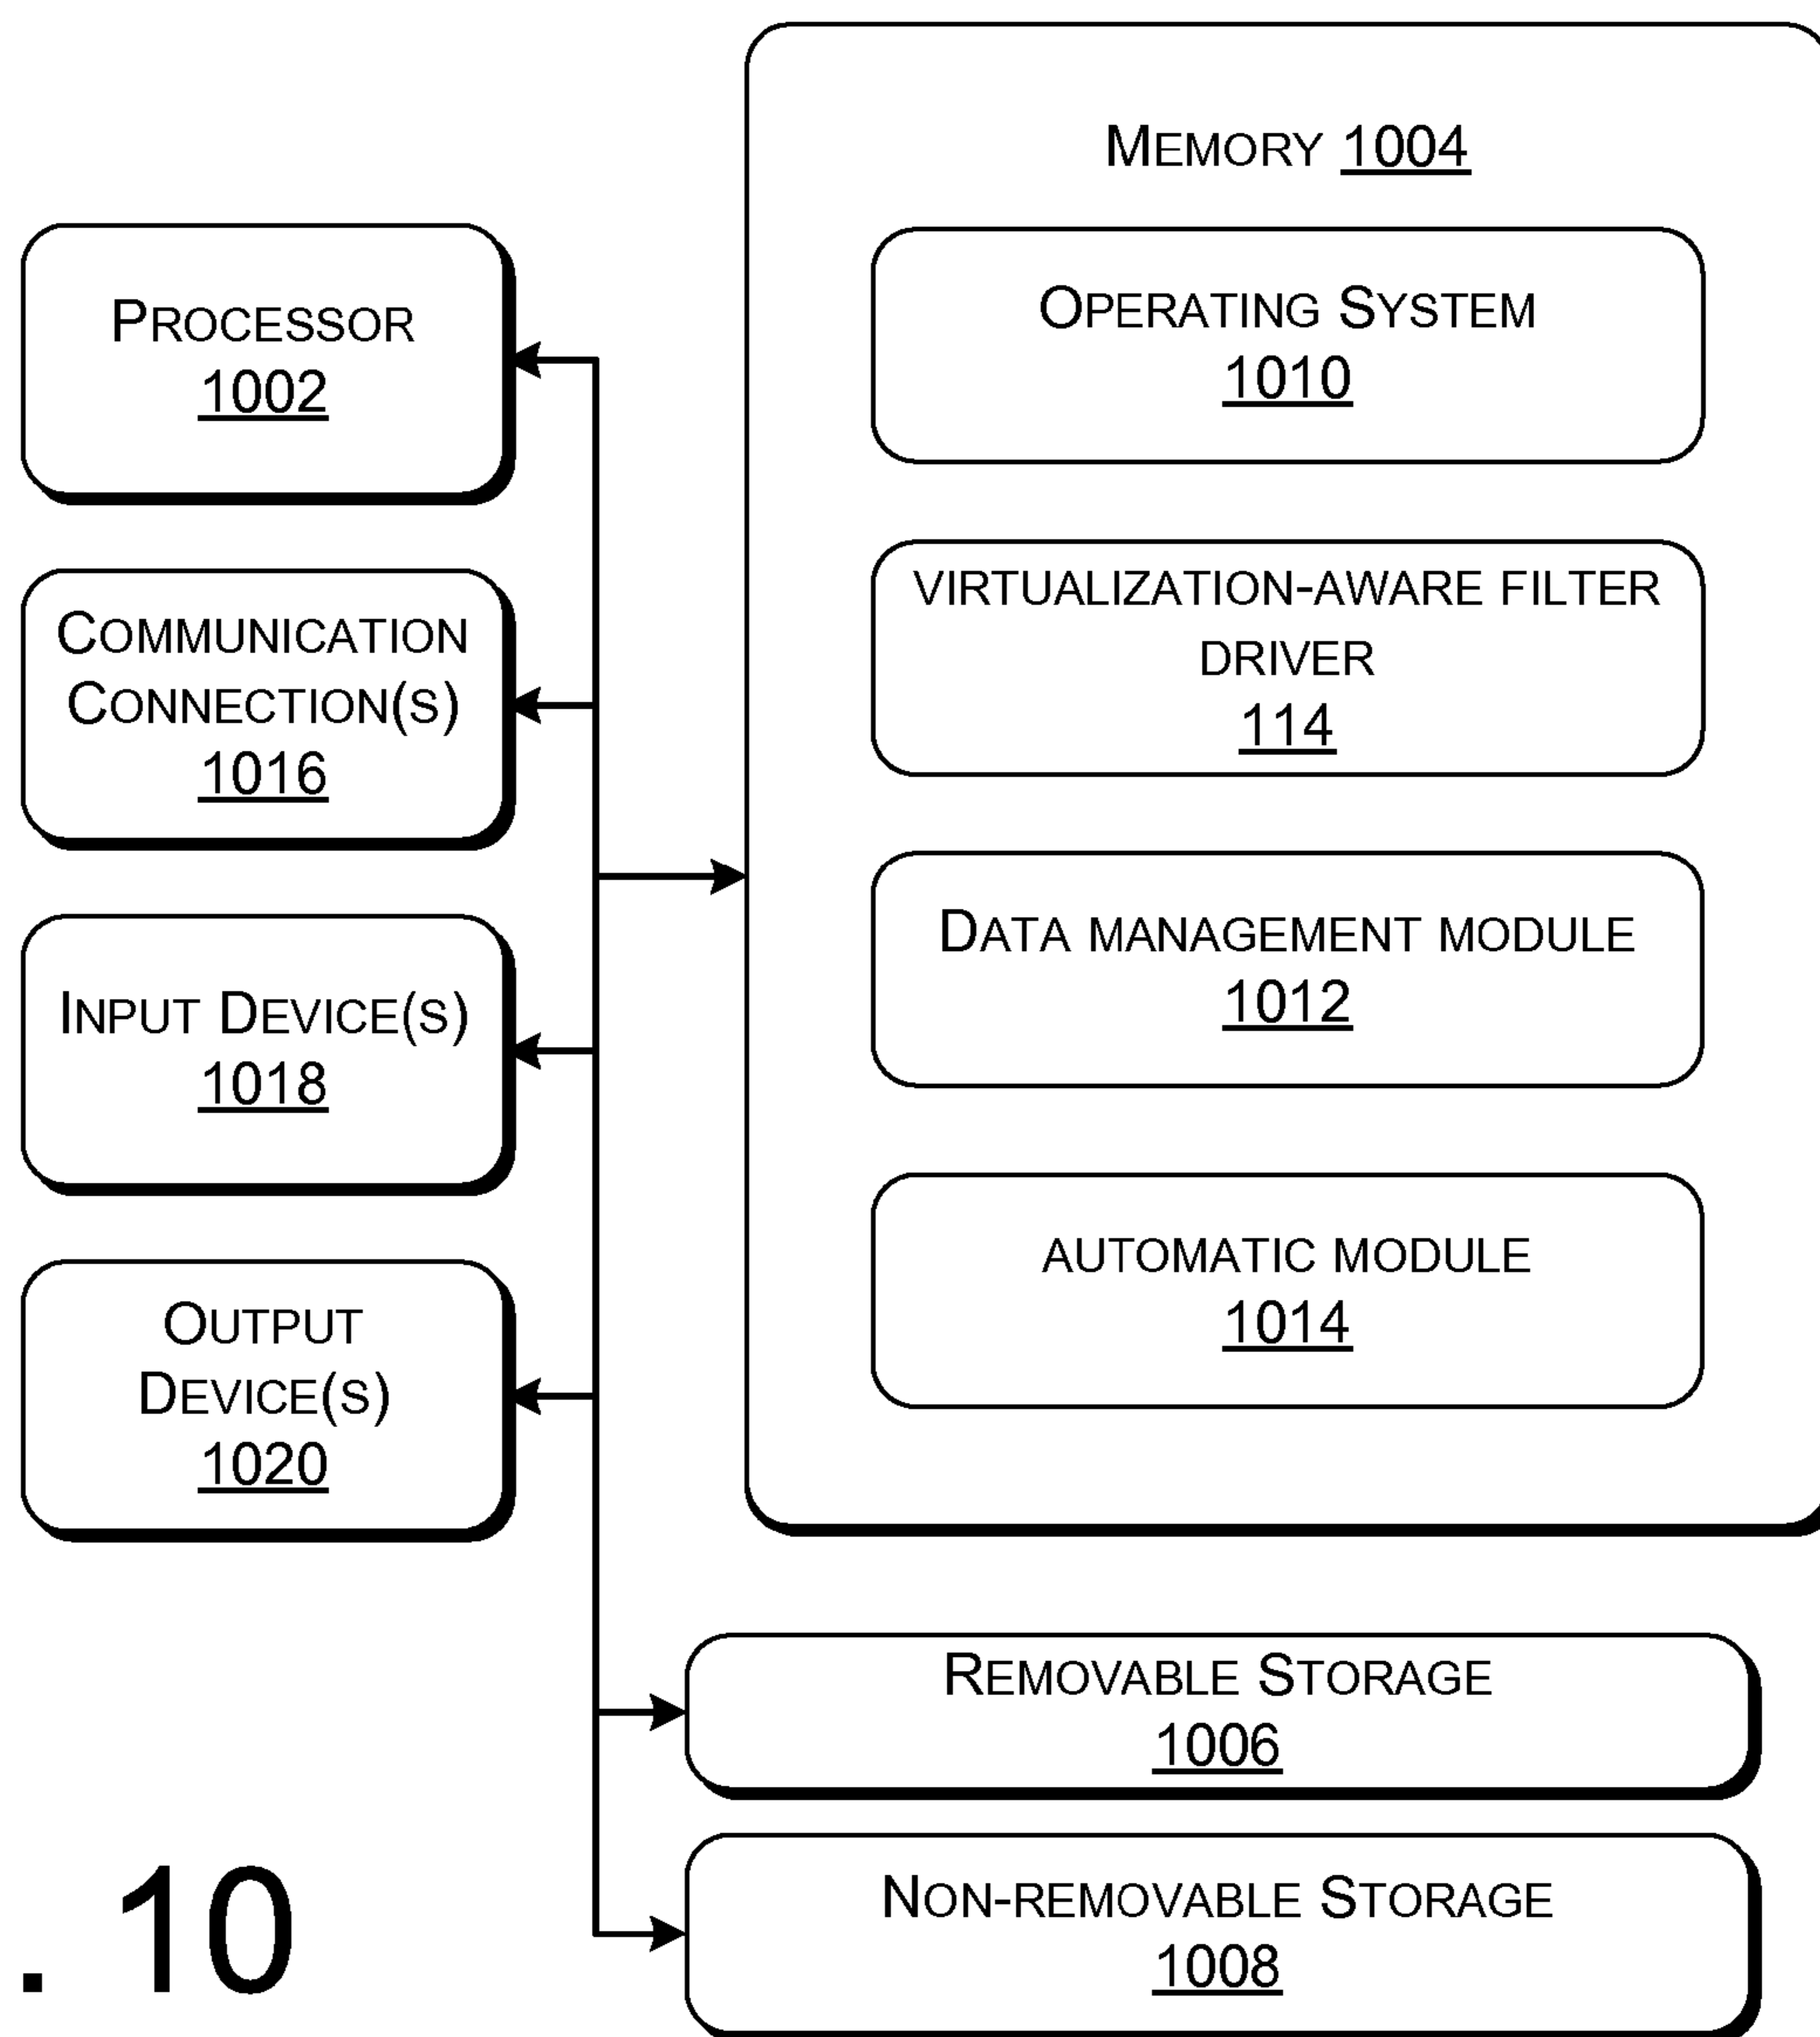 Processor
1002
Communication
Connection(s)
1016
Input Device(s)
1018
Output
Device(s)
1020
Memory 1004
Operating System
1010
virtualization-aware filter
driver
114
Data management module
1012
automatic module
1014
Removable Storage
1006
Non-removable Storage
1008
. 10